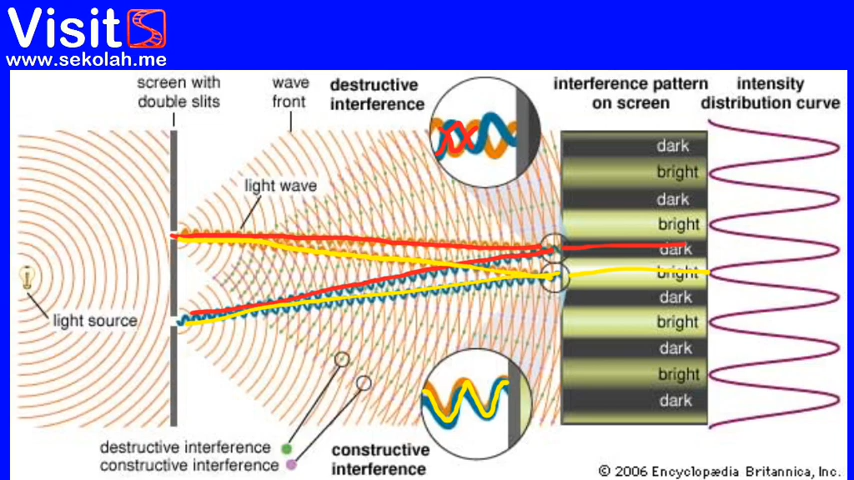 Visit
www.sekolah.me
screen with
double slits
wave
front
destructive
interference
interference pattern
on screen
intensity
distribution curve
light wave
dark
bright
dark
bright
dark
bright
dark
bright
dark
bright
dark
light source
destructive interference
constructive interference
constructive
interference
© 2006 Encyclopædia Britannica, Inc.